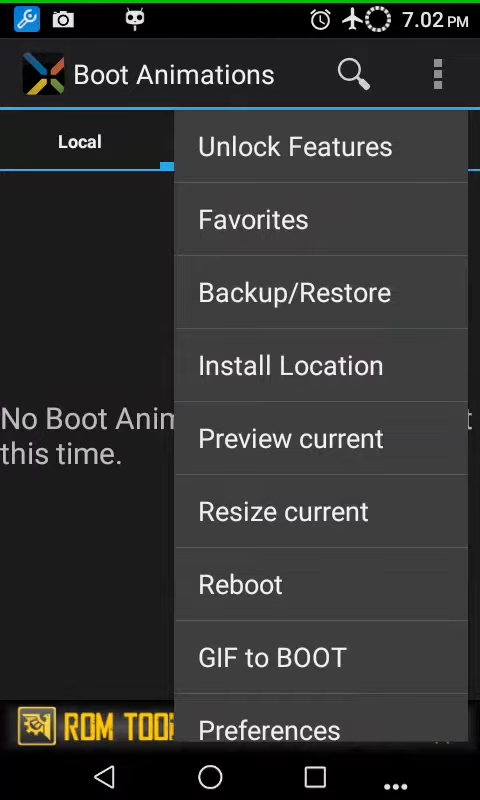 7.02 PM
Boot Animations
Local
Unlock Features
Favorites
Backup/Restore
Install Location
No Boot Anim
t
Preview current
this time.
Resize current
Reboot
GIF to BOOT
ROM TOO
Preferences